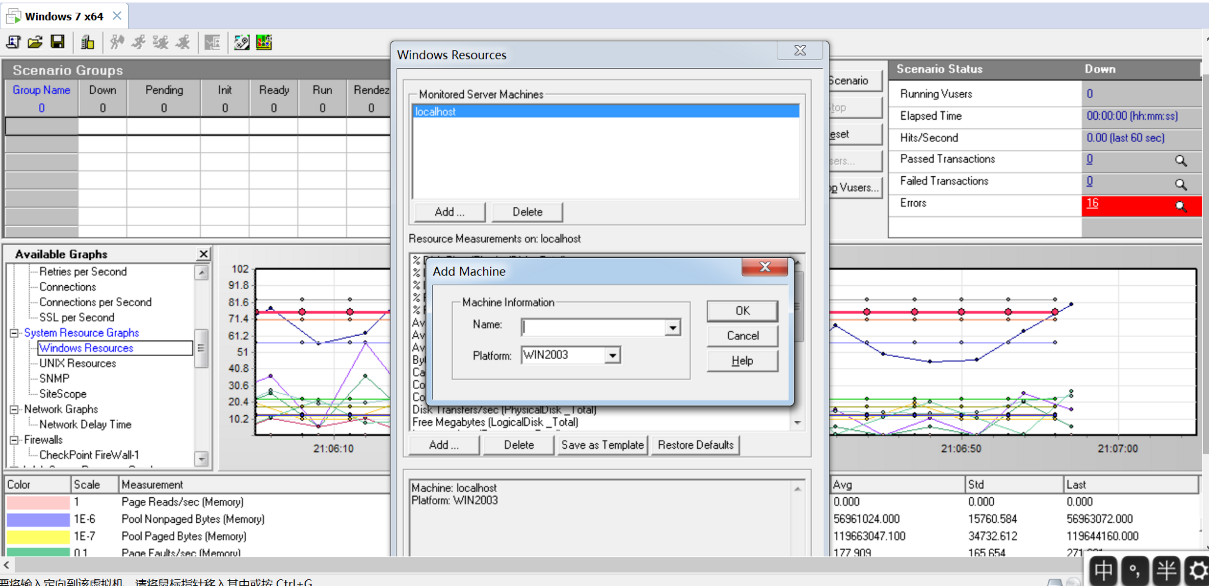 Windows 7 x64
Scenario Groups
Group Name Down Pending Init Ready Run Rendez
0 0 0 0 0 0 0
Windows Resources
Monitored Server Machines
localhost
Add ... Delete
Resource Measurements on: localhost
Add Machine
Machine Information
Name:
Platform: WIN2003
OK
Cancel
Help
Disk Transfers/sec (PhysicalDisk _Total)
Free Megabytes (LogicalDisk _Total)
Add ... Delete Save as Template Restore Defaults
Machine: localhost
Platform: WIN2003
Scenario
top
eset
sers...
op Vusers...
Scenario Status Down
Running Vusers 0
Elapsed Time 00:00:00 (hh:mm:ss)
Hits/Second 0.00 (last 60 sec)
Passed Transactions 0
Failed Transactions 0
Errors 16
Available Graphs
Retries per Second
Connections
Connections per Second
SSL per Second
System Resource Graphs
Windows Resources
UNIX Resources
SNMP
SiteScope
Network Graphs
Network Delay Time
Firewalls
CheckPoint FireWall-1
102
91.8
81.6
71.4
61.2
51
40.8
30.6
20.4
10.2
21:06:10 21:06:50 21:07:00
Color Scale Measurement Avg Std Last
1 Page Reads/sec (Memory) 0.000 0.000 0.000
1E-6 Pool Nonpaged Bytes (Memory) 56961024.000 15760.584 56963072.000
1E-7 Pool Paged Bytes (Memory) 119663047.100 34732.612 119644160.000
0.1 Page Faults/sec (Memory) 177.909 165.654
要将输入定向到该虚拟机，请将鼠标指针移入其中或按 Ctrl+G
中 °, 半